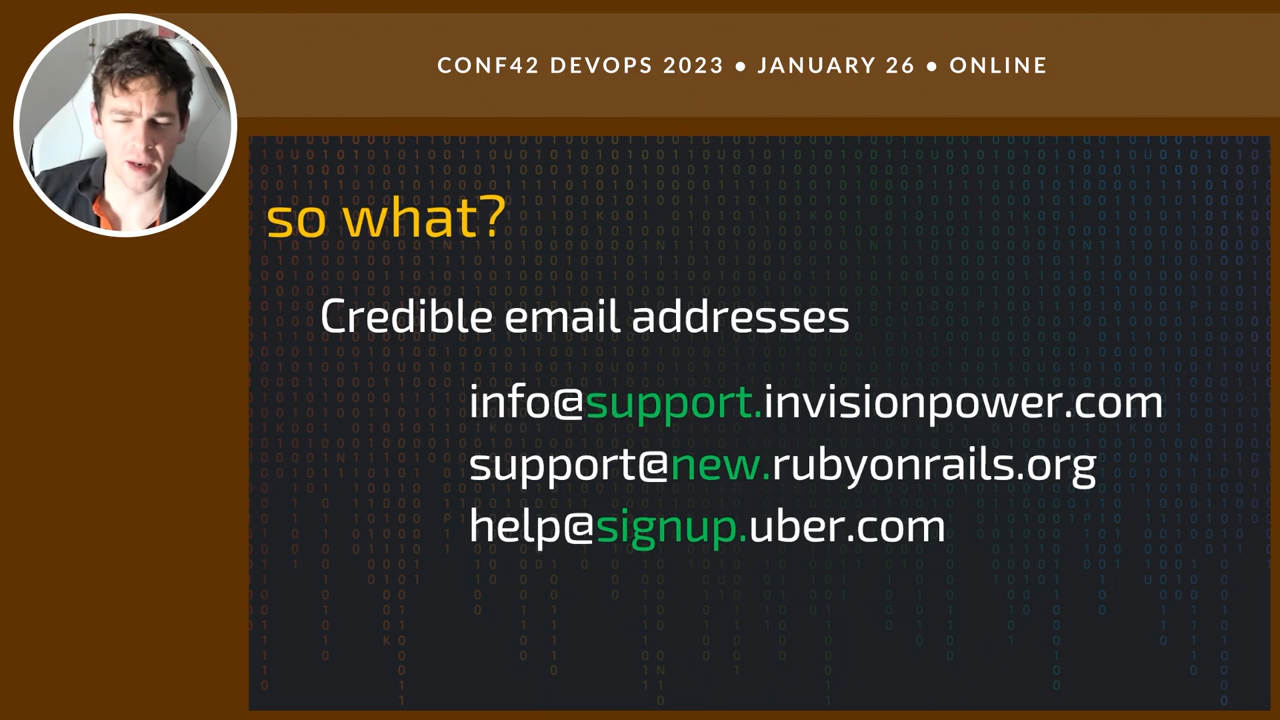 CONF42 DEVOPS 2023 • JANUARY 26 • ONLINE
so what?
Credible email addresses
info@support.invisionpower.com
support@new.rubyonrails.org
help@signup.uber.com